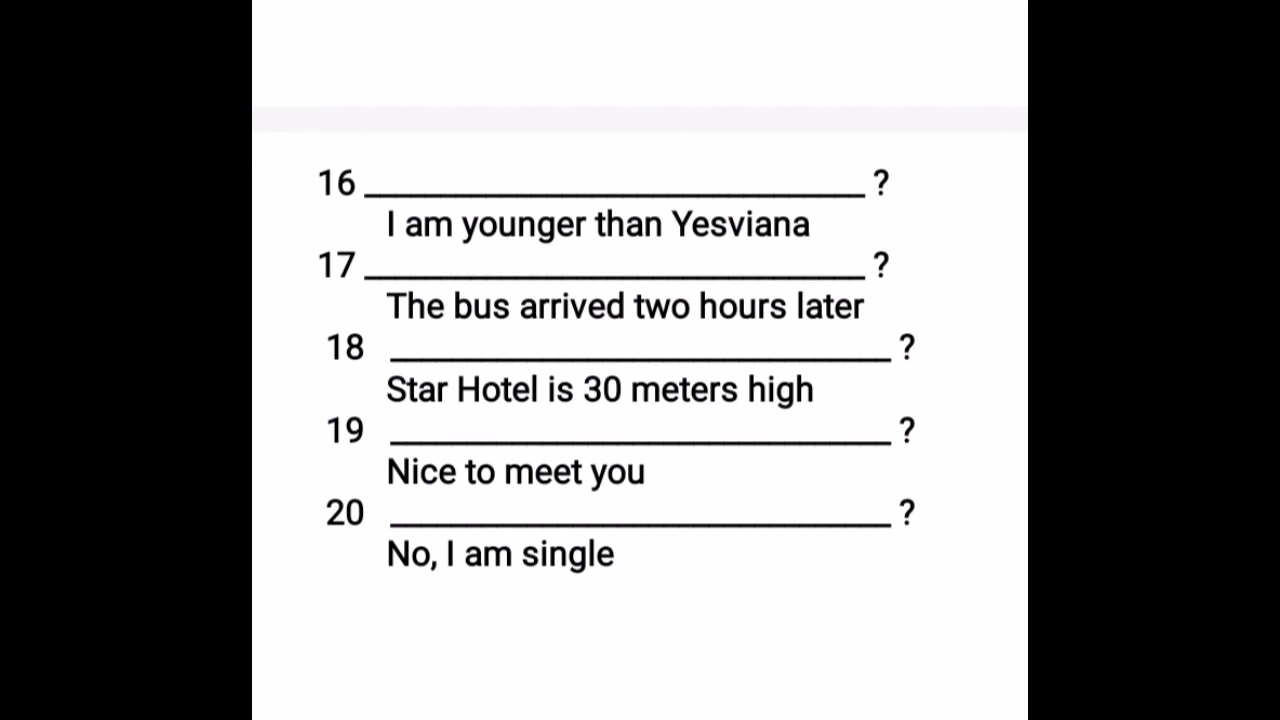 16 ______________________________ ?
I am younger than Yesviana
17 ______________________________ ?
The bus arrived two hours later
18 ______________________________ ?
Star Hotel is 30 meters high
19 ______________________________ ?
Nice to meet you
20 ______________________________ ?
No, I am single